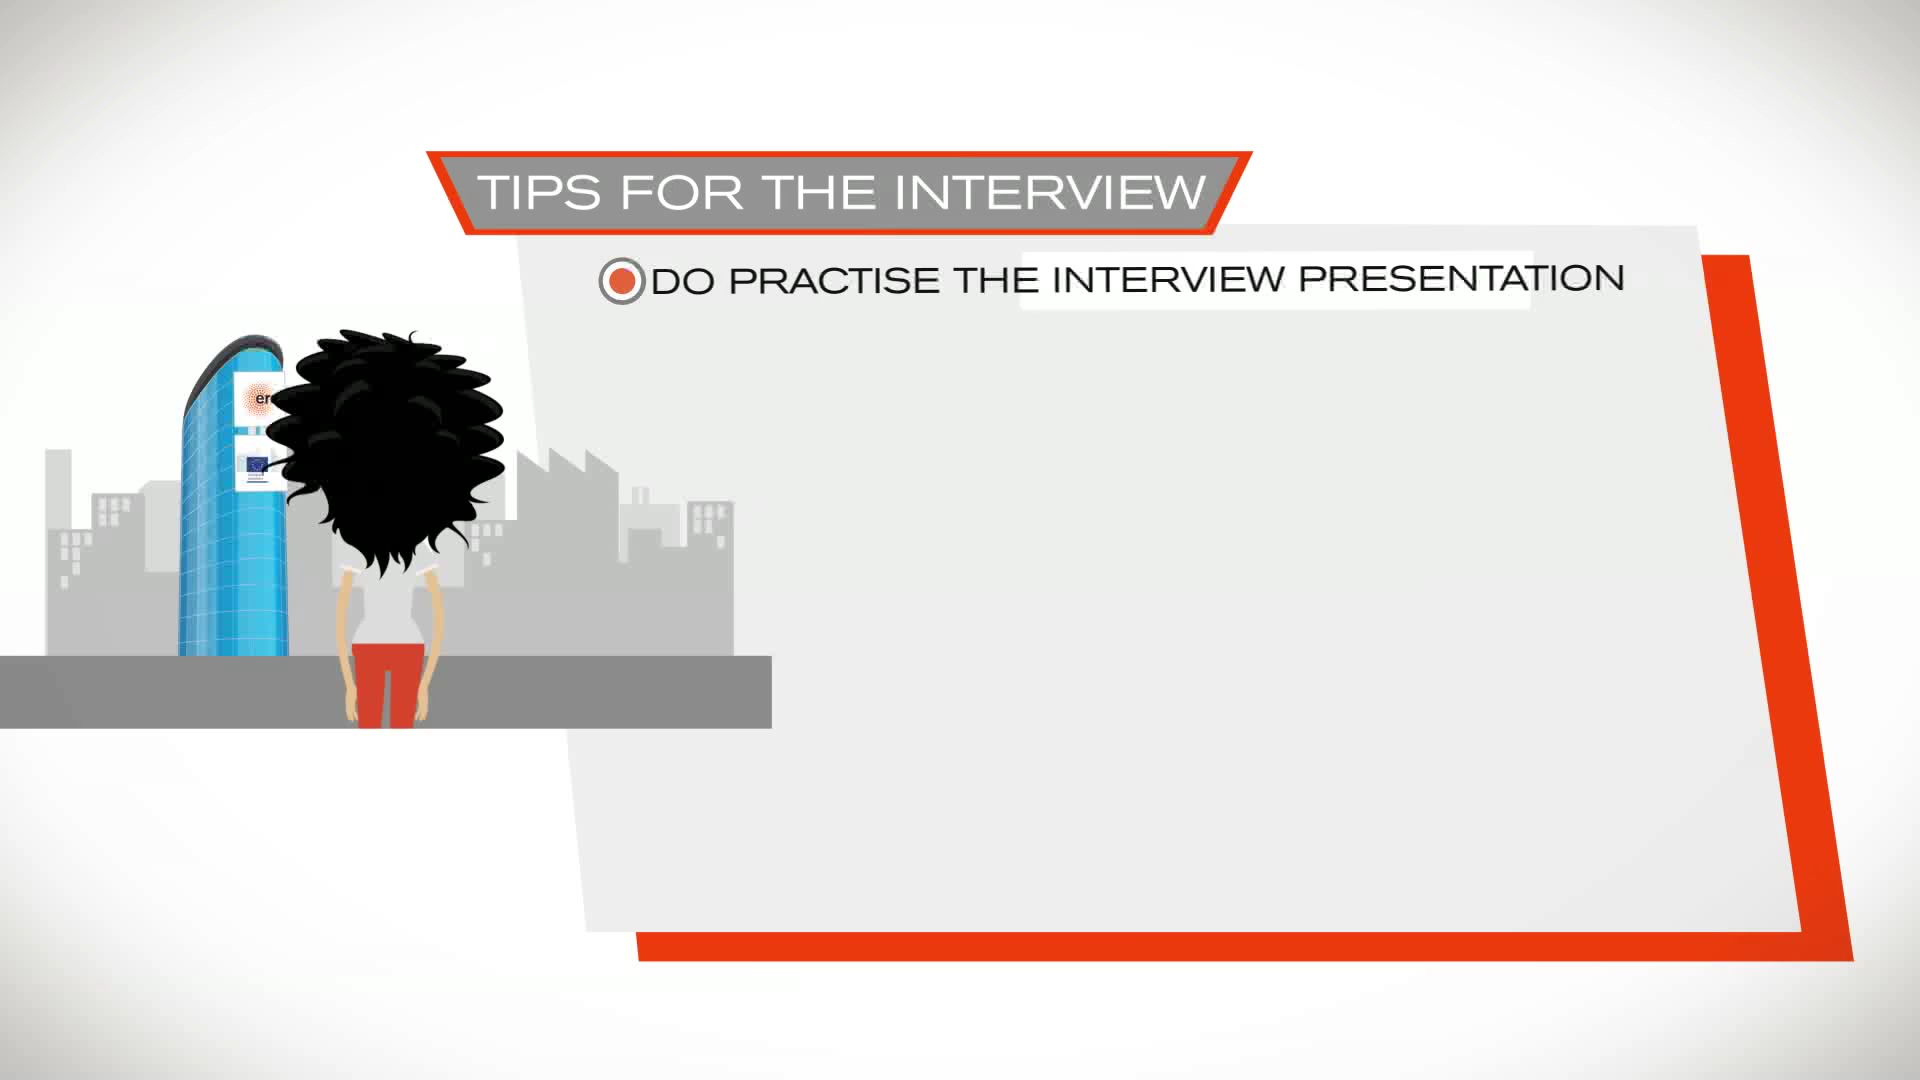 TIPS FOR THE INTERVIEW
DO PRACTISE THE INTERVIEW PRESENTATION